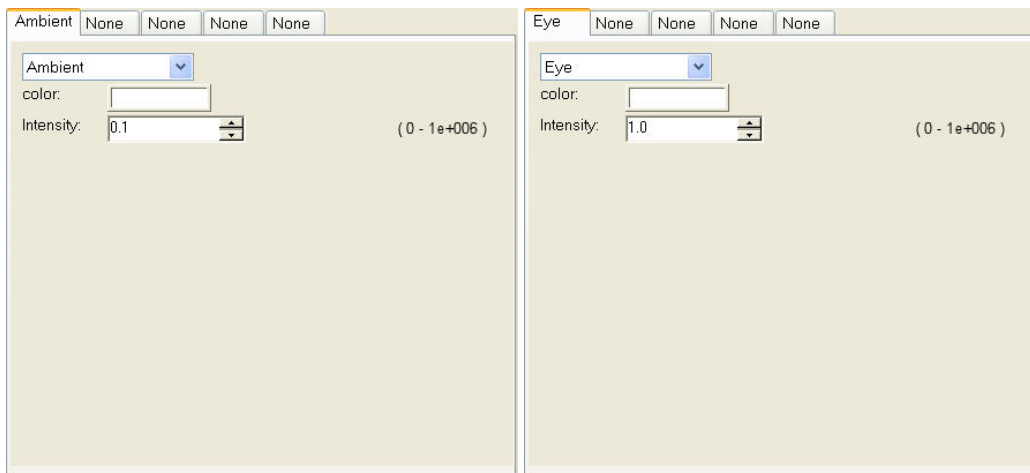 Ambient None None None None
Ambient
color:
Intensity: 0.1 ( 0 - 1e+006 )
Eye None None None None
Eye
color:
Intensity: 1.0 ( 0 - 1e+006 )